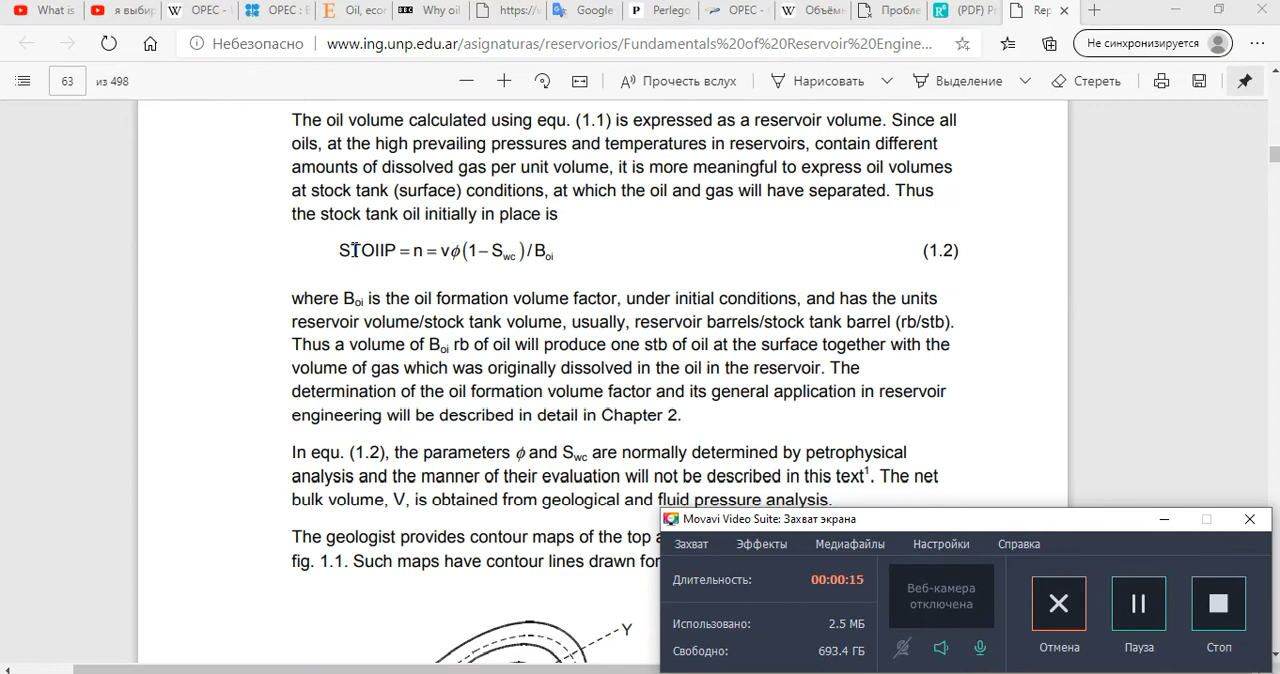 What is
я выбир
OPEC -
OPEC : E
Oil, ecor
Why oil
https://v
Google
Perlego
OPEC -
Объём
Пробле
(PDF) Pr
Rep
Небезопасно
www.ing.unp.edu.ar/asignaturas/reservorios/Fundamentals%20of%20Reservoir%20Engine...
Не синхронизируется
63 из 498
Прочесть вслух
Нарисовать
Выделение
Стереть
The oil volume calculated using equ. (1.1) is expressed as a reservoir volume. Since all
oils, at the high prevailing pressures and temperatures in reservoirs, contain different
amounts of dissolved gas per unit volume, it is more meaningful to express oil volumes
at stock tank (surface) conditions, at which the oil and gas will have separated. Thus
the stock tank oil initially in place is
STOIIP = n = vϕ(1− Swc)/Boi (1.2)
where Boi is the oil formation volume factor, under initial conditions, and has the units
reservoir volume/stock tank volume, usually, reservoir barrels/stock tank barrel (rb/stb).
Thus a volume of Boi rb of oil will produce one stb of oil at the surface together with the
volume of gas which was originally dissolved in the oil in the reservoir. The
determination of the oil formation volume factor and its general application in reservoir
engineering will be described in detail in Chapter 2.
In equ. (1.2), the parameters ϕ and Swc are normally determined by petrophysical
analysis and the manner of their evaluation will not be described in this text¹. The net
bulk volume, V, is obtained from geological and fluid pressure analysis.
The geologist provides contour maps of the top a
fig. 1.1. Such maps have contour lines drawn for
Y
Movavi Video Suite: Захват экрана
Захват
Эффекты
Медиафайлы
Настройки
Справка
Длительность: 00:00:15
Использовано: 2.5 МБ
Свободно: 693.4 ГБ
Веб-камера
отключена
Отмена
Пауза
Стоп